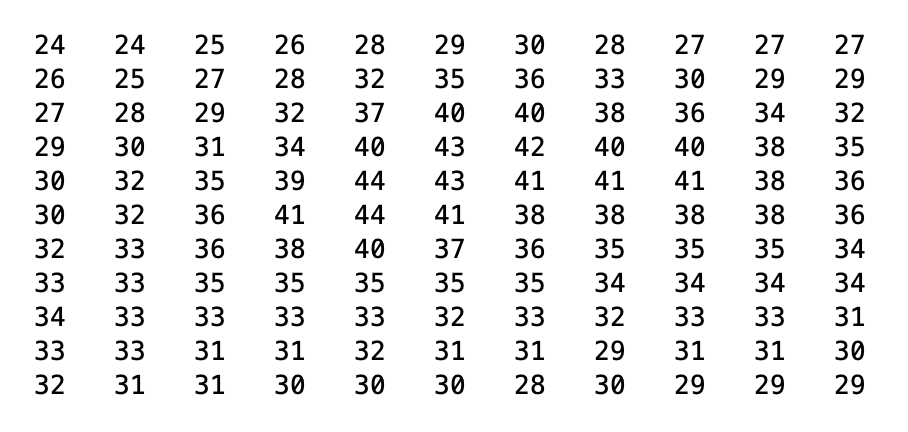 24 24 25 26 28 29 30 28 27 27 27
26 25 27 28 32 35 36 33 30 29 29
27 28 29 32 37 40 40 38 36 34 32
29 30 31 34 40 43 42 40 40 38 35
30 32 35 39 44 43 41 41 41 38 36
30 32 36 41 44 41 38 38 38 38 36
32 33 36 38 40 37 36 35 35 35 34
33 33 35 35 35 35 35 34 34 34 34
34 33 33 33 33 32 33 32 33 33 31
33 33 31 31 32 31 31 29 31 31 30
32 31 31 30 30 30 28 30 29 29 29